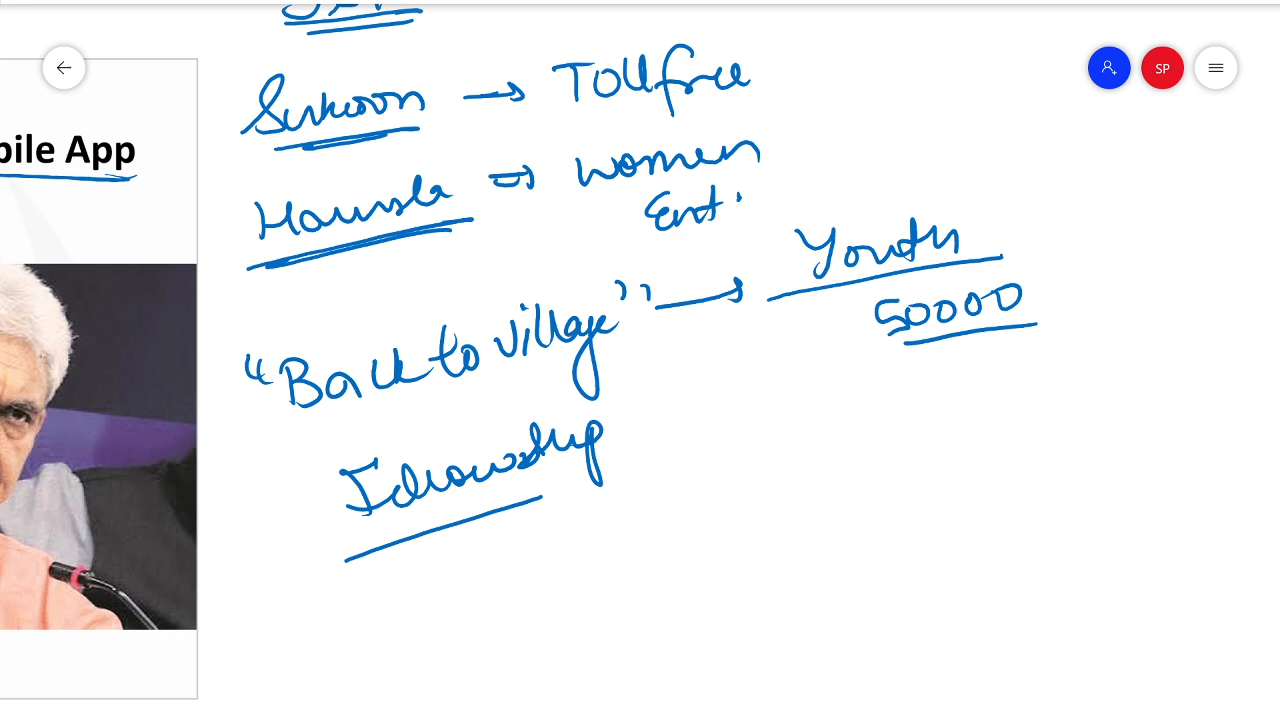 Sukoon → Tollfree
bile App
Hausla ⇒ women
Ent.
"Back to village" → Youth
50000
Fellowship
SP